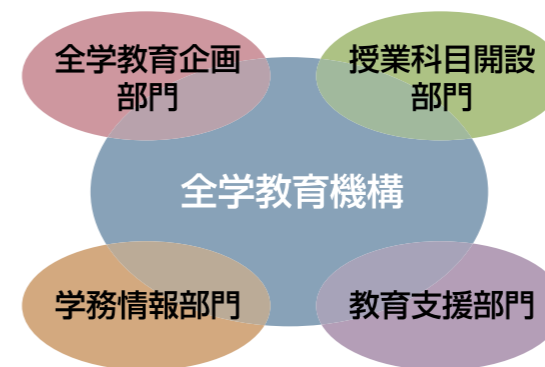 全学教育企画
部門
授業科目開設
部門
全学教育機構
学務情報部門
教育支援部門